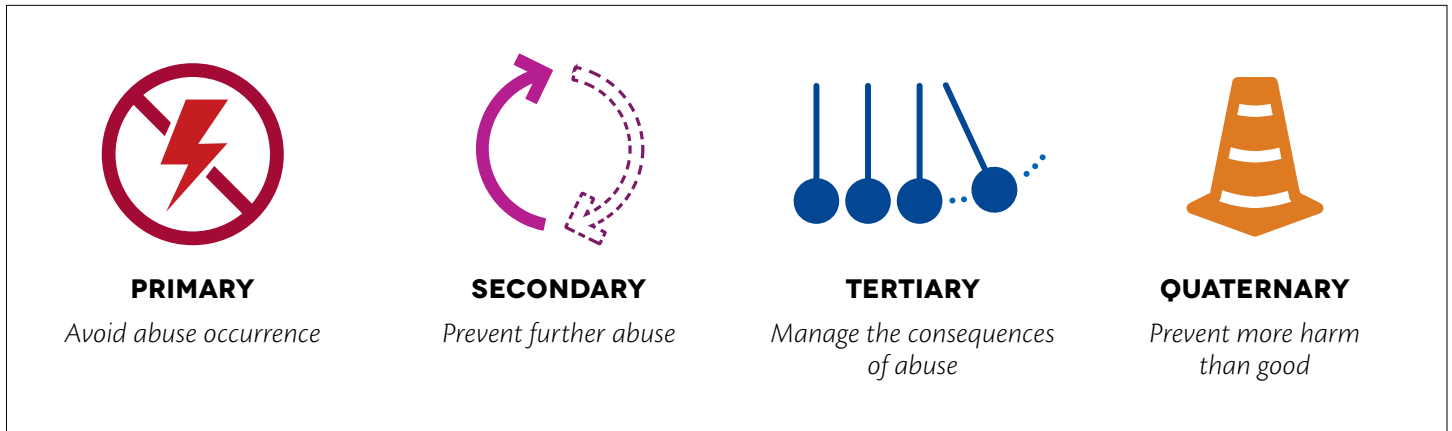 PRIMARY
Avoid abuse occurrence
SECONDARY
Prevent further abuse
TERTIARY
Manage the consequences
of abuse
QUATERNARY
Prevent more harm
than good